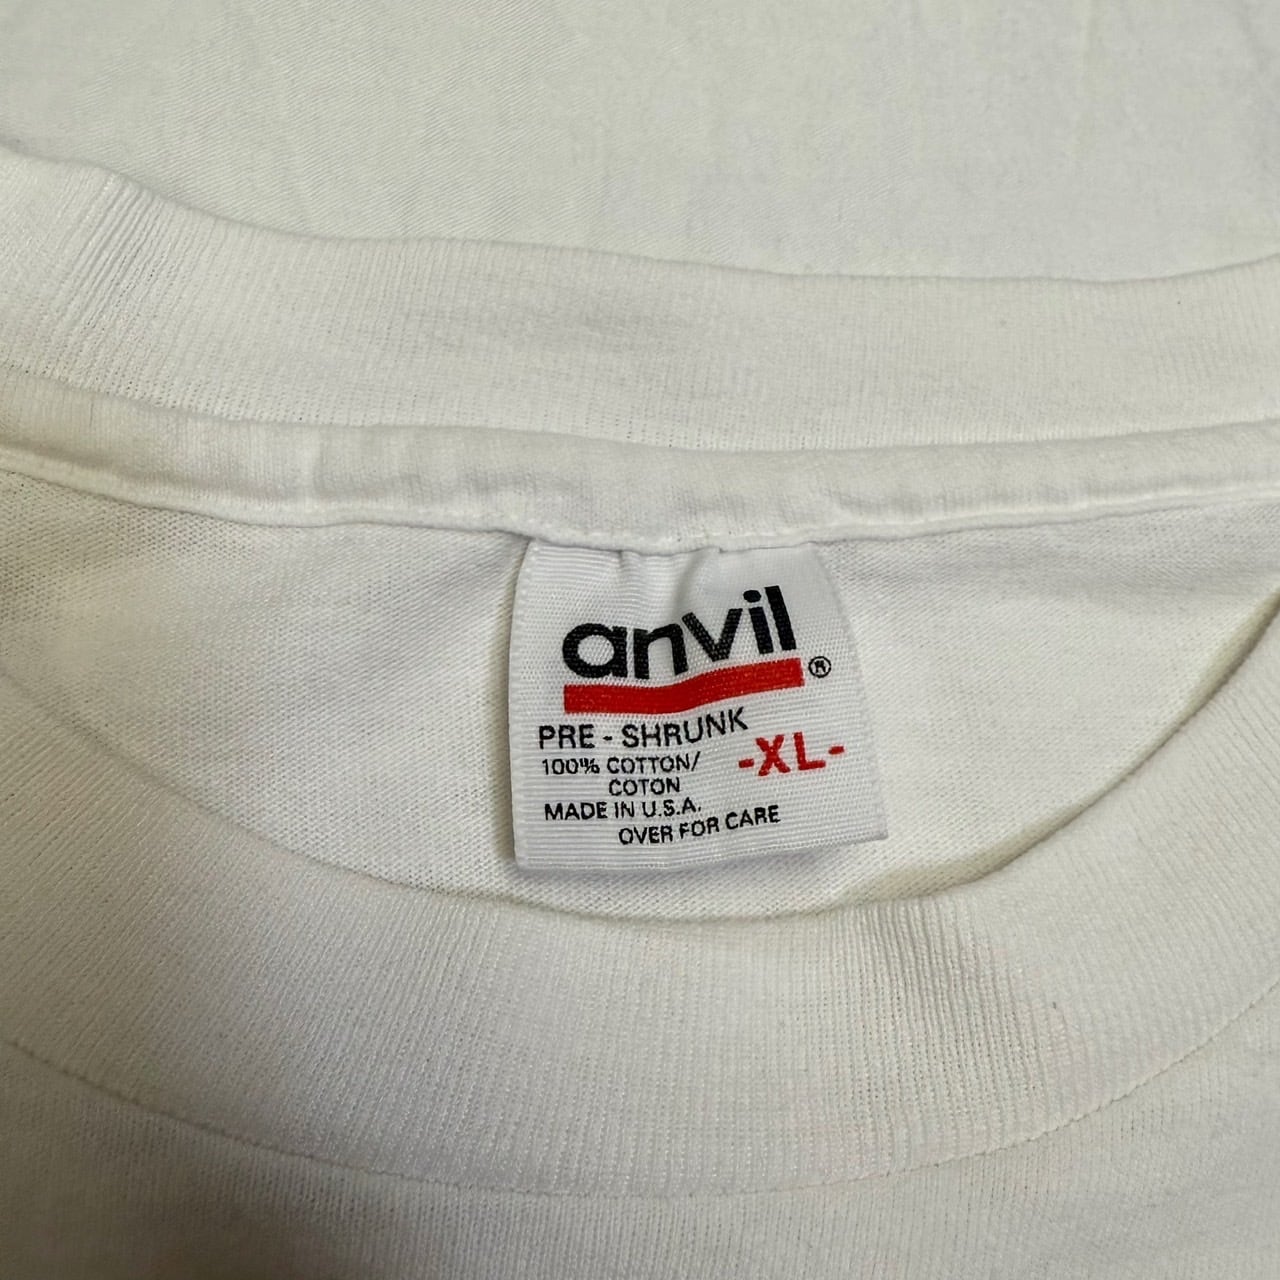 anvil®
PRE - SHRUNK
100% COTTON/
COTON
-XL-
MADE IN U.S.A.
OVER FOR CARE